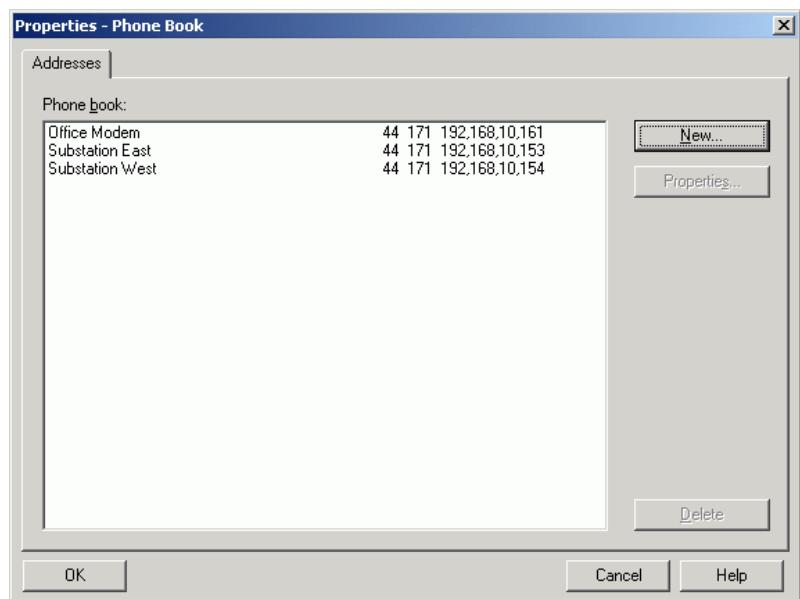 Properties - Phone Book
Addresses
Phone book:
Office Modem 44 171 192,168,10,161
Substation East 44 171 192,168,10,153
Substation West 44 171 192,168,10,154
New...
Properties...
Delete
OK Cancel Help